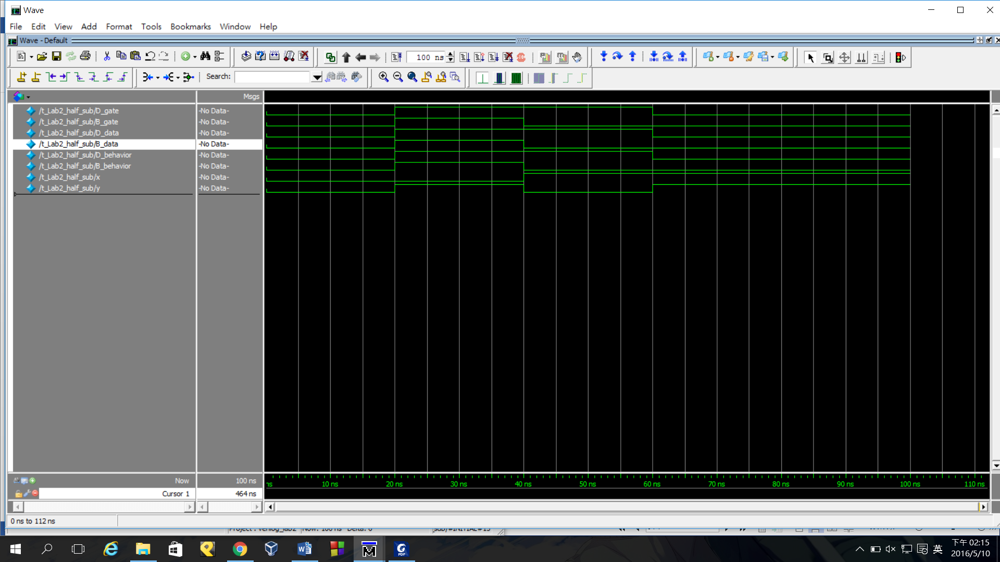 Wave
File Edit View Add Format Tools Bookmarks Window Help
Wave - Default
100 ns
Search:
Msgs
/t_Lab2_half_sub/D_gate -No Data-
/t_Lab2_half_sub/B_gate -No Data-
/t_Lab2_half_sub/D_data -No Data-
/t_Lab2_half_sub/B_data -No Data-
/t_Lab2_half_sub/D_behavior -No Data-
/t_Lab2_half_sub/B_behavior -No Data-
/t_Lab2_half_sub/x -No Data-
/t_Lab2_half_sub/y -No Data-
Now 100 ns
ns 10 ns 20 ns 30 ns 40 ns 50 ns 60 ns 70 ns 80 ns 90 ns 100 ns 110 ns
Cursor 1 464 ns
0 ns to 112 ns
Project : verilog_lab2 Now: 100 ns Delta: 0 sub/#INITIAL#15
英
下午 02:15
2016/5/10